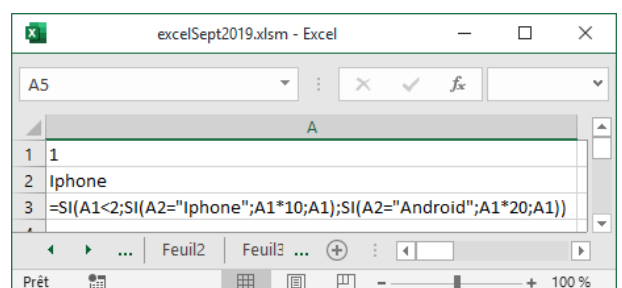 excelSept2019.xlsm - Excel
A5 fx
A
1 1
2 Iphone
3 =SI(A1<2;SI(A2="Iphone";A1*10;A1);SI(A2="Android";A1*20;A1))
... Feuil2 Feuil3 ...
Prêt 100 %